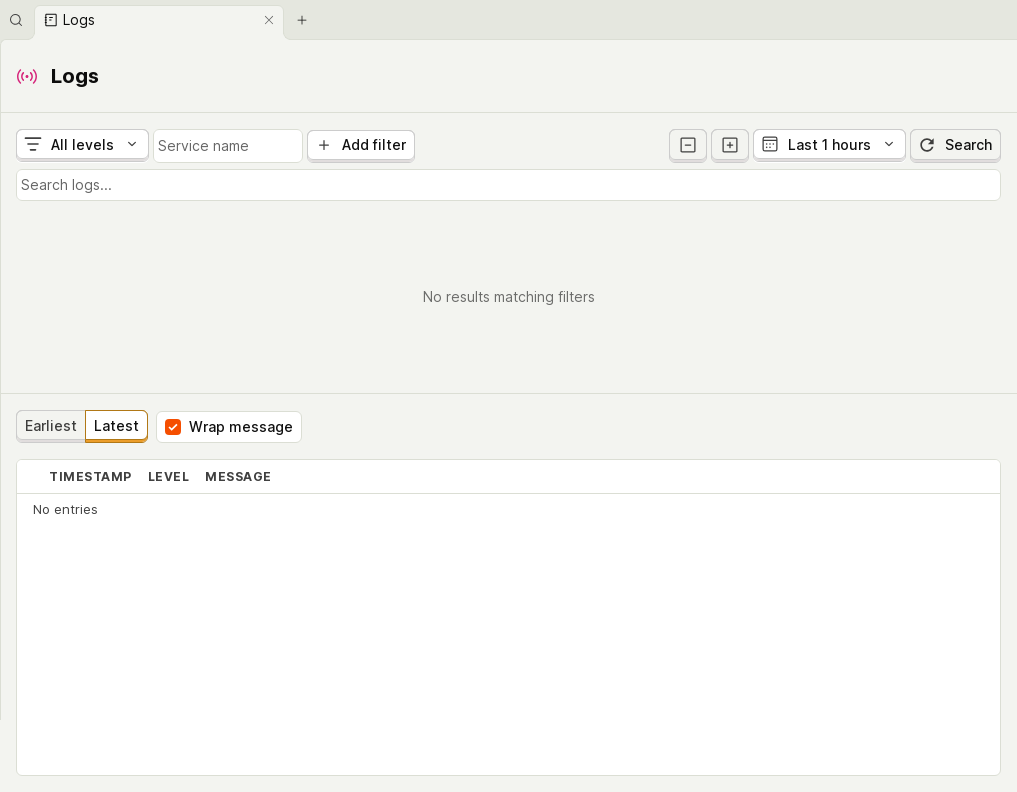 Logs
Logs
All levels
Service name
Add filter
Last 1 hours
Search
Search logs...
No results matching filters
Earliest
Latest
Wrap message
TIMESTAMP LEVEL MESSAGE
No entries